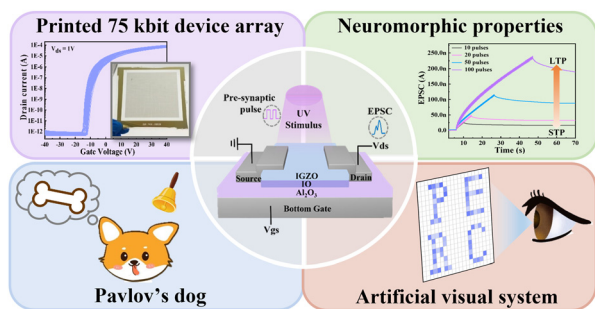 Printed 75 kbit device array
Neuromorphic properties
1E-4
1E-5
1E-6
1E-7
1E-8
1E-9
1E-10
1E-11
1E-12
Drain current (A)
Vds = 1V
-40 -30 -20 -10 0 10 20 30 40
Gate Voltage (V)
250.0n
200.0n
150.0n
100.0n
50.0n
0.0
EPSC (A)
10 pulses
20 pulses
50 pulses
100 pulses
LTP
STP
0 10 20 30 40 50 60 70
Time (s)
Pre-synaptic
pulse
UV
Stimulus
EPSC
Vds
Source
IGZO
Drain
IO
Al2O3
Bottom Gate
Vgs
P E
R C
Pavlov's dog
Artificial visual system